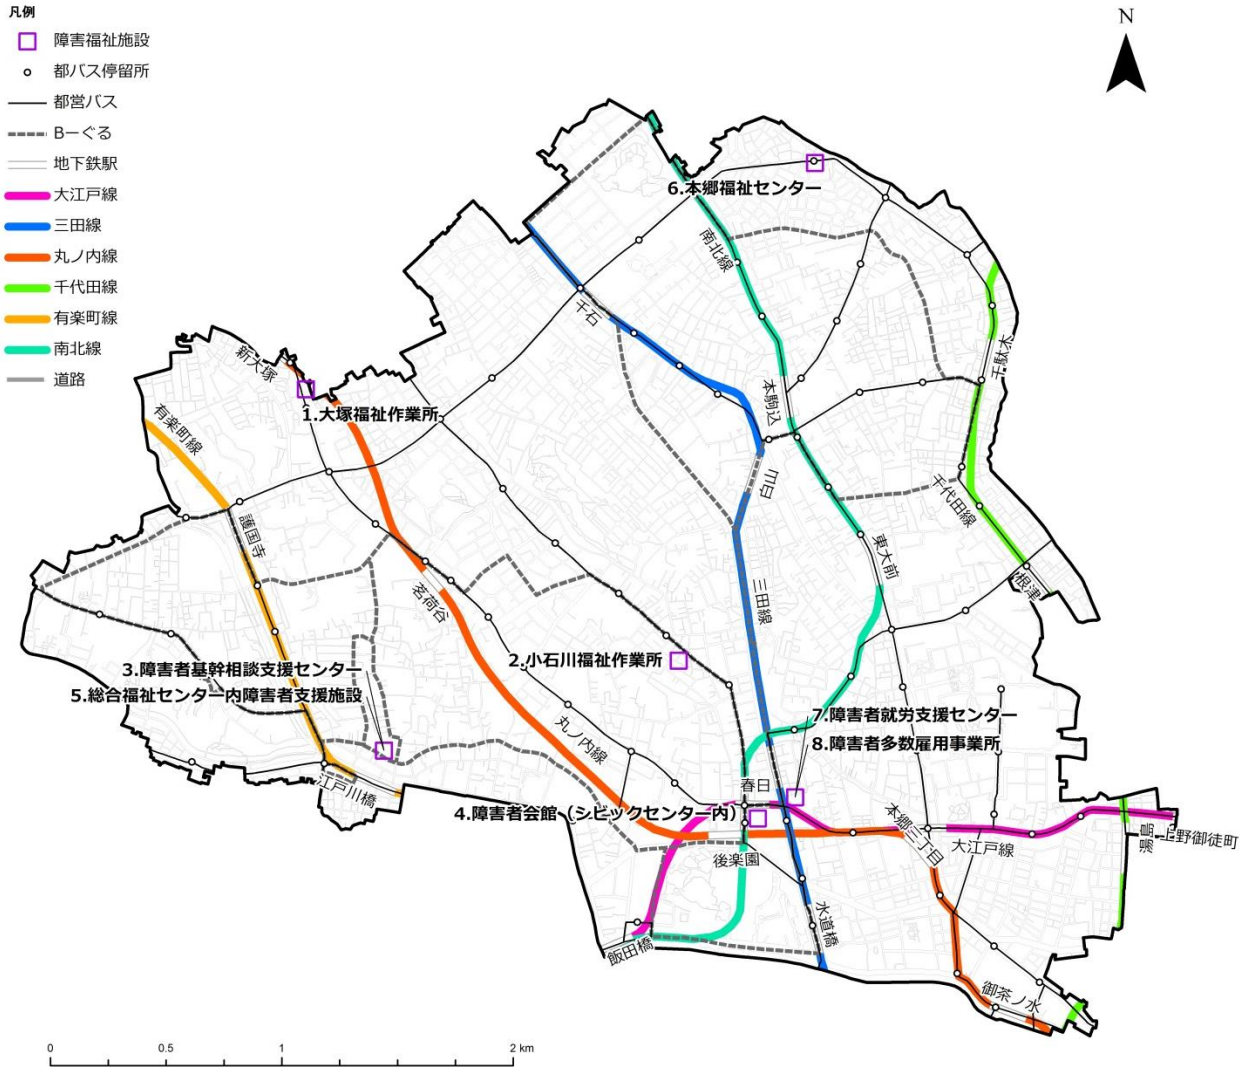 凡例
障害福祉施設
都バス停留所
都営バス
Bーぐる
地下鉄駅
大江戸線
三田線
丸ノ内線
千代田線
有楽町線
南北線
道路
N
6.本郷福祉センター
南北線
千石
新大塚
1.大塚福祉作業所
本駒込
千駄木
有楽町線
白山
千代田線
護国寺
東大前
根津
茗荷谷
三田線
2.小石川福祉作業所
3.障害者基幹相談支援センター
5.総合福祉センター内障害者支援施設
7.障害者就労支援センター
8.障害者多数雇用事業所
丸ノ内線
江戸川橋
春日
4.障害者会館（シビックセンター内）
本郷三丁目
大江戸線
湯島
上野御徒町
後楽園
水道橋
飯田橋
御茶ノ水
0 0.5 1 2 km